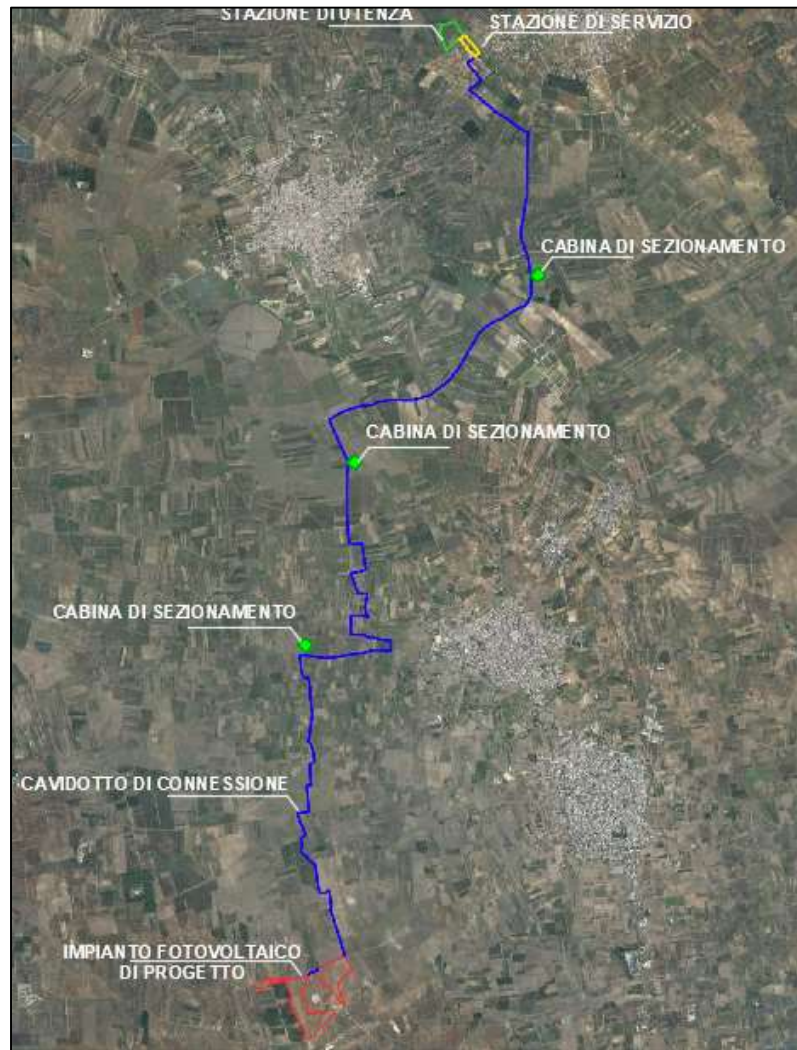 STAZIONE DI UTENZA
STAZIONE DI SERVIZIO
CABINA DI SEZIONAMENTO
CABINA DI SEZIONAMENTO
CABINA DI SEZIONAMENTO
CAVIDOTTO DI CONNESSIONE
IMPIANTO FOTOVOLTAICO
DI PROGETTO